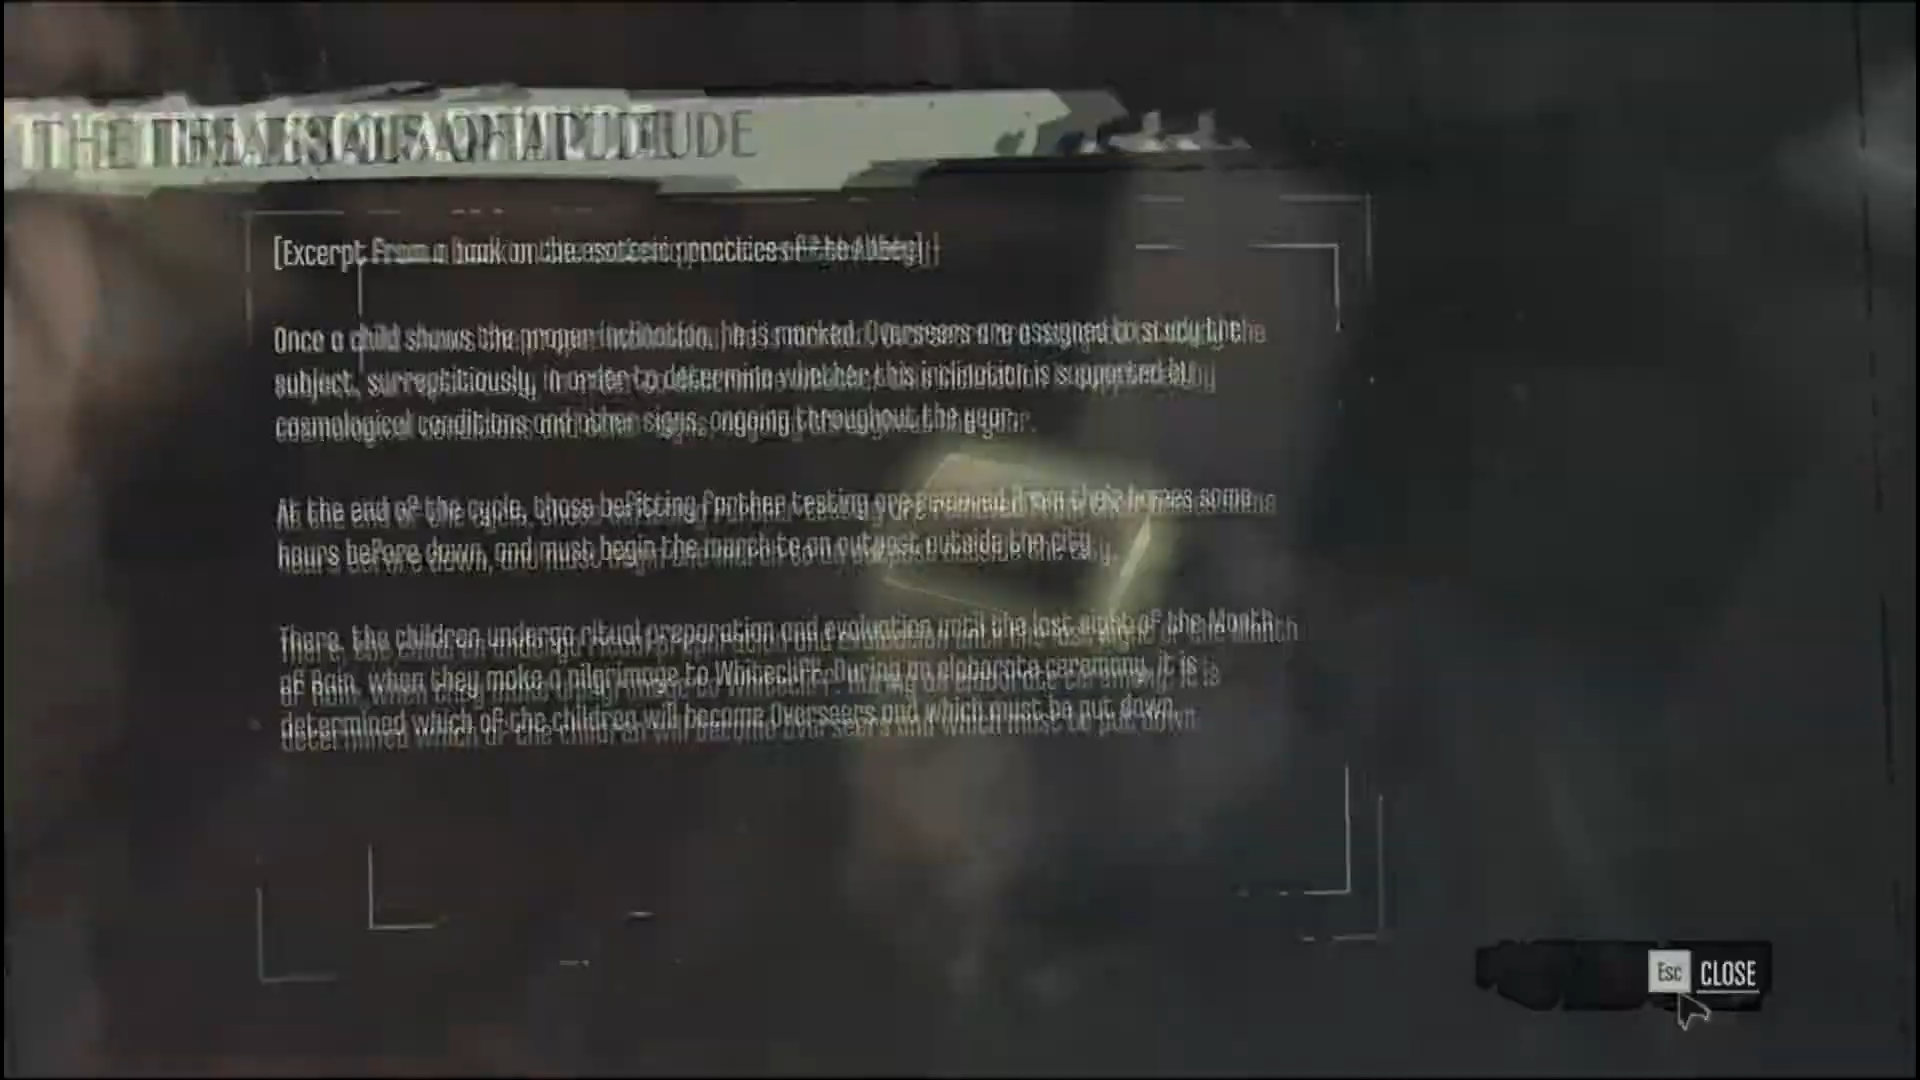 THE TRIALS OF APTITUDE
[Excerpt from a book on the esoteric practices of the Abbey]
Once a child shows the proper inclination, he is marked. Overseers are assigned to study the
subject, surreptitiously, in order to determine whether this inclination is supported by
cosmological conditions and other signs, ongoing throughout the year.
At the end of the cycle, those befitting further testing are removed from their homes some
hours before dawn, and must begin the march to an outpost outside the city.
There, the children undergo ritual preparation and evaluation until the last night of the Month
of Rain, when they make a pilgrimage to Whitecliff. During an elaborate ceremony, it is
determined which of the children will become Overseers and which must be put down.
Esc CLOSE